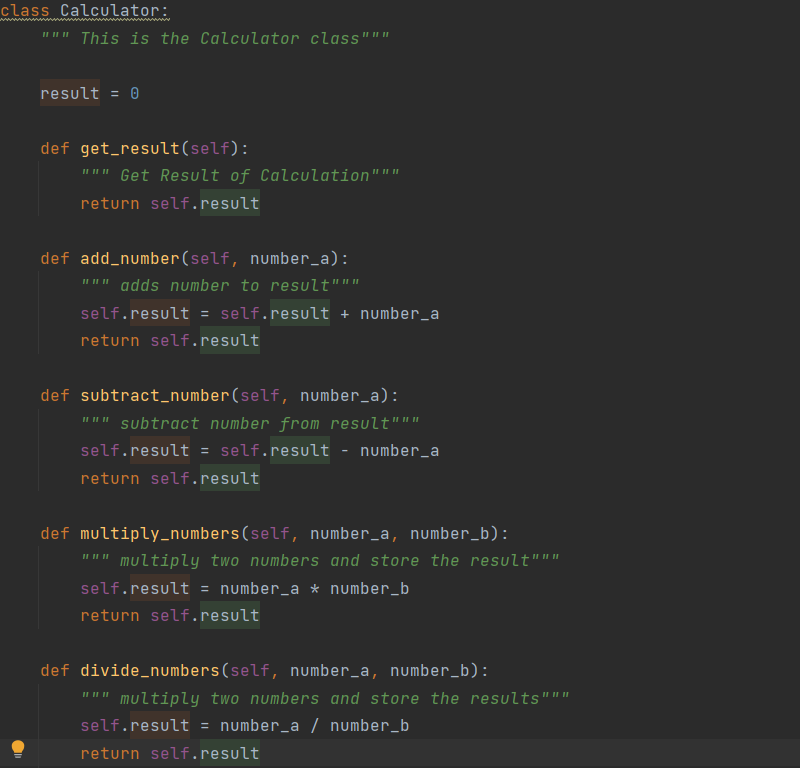 class Calculator:
    """ This is the Calculator class"""

    result = 0

    def get_result(self):
        """ Get Result of Calculation"""
        return self.result

    def add_number(self, number_a):
        """ adds number to result"""
        self.result = self.result + number_a
        return self.result

    def subtract_number(self, number_a):
        """ subtract number from result"""
        self.result = self.result - number_a
        return self.result

    def multiply_numbers(self, number_a, number_b):
        """ multiply two numbers and store the result"""
        self.result = number_a * number_b
        return self.result

    def divide_numbers(self, number_a, number_b):
        """ multiply two numbers and store the results"""
        self.result = number_a / number_b
        return self.result